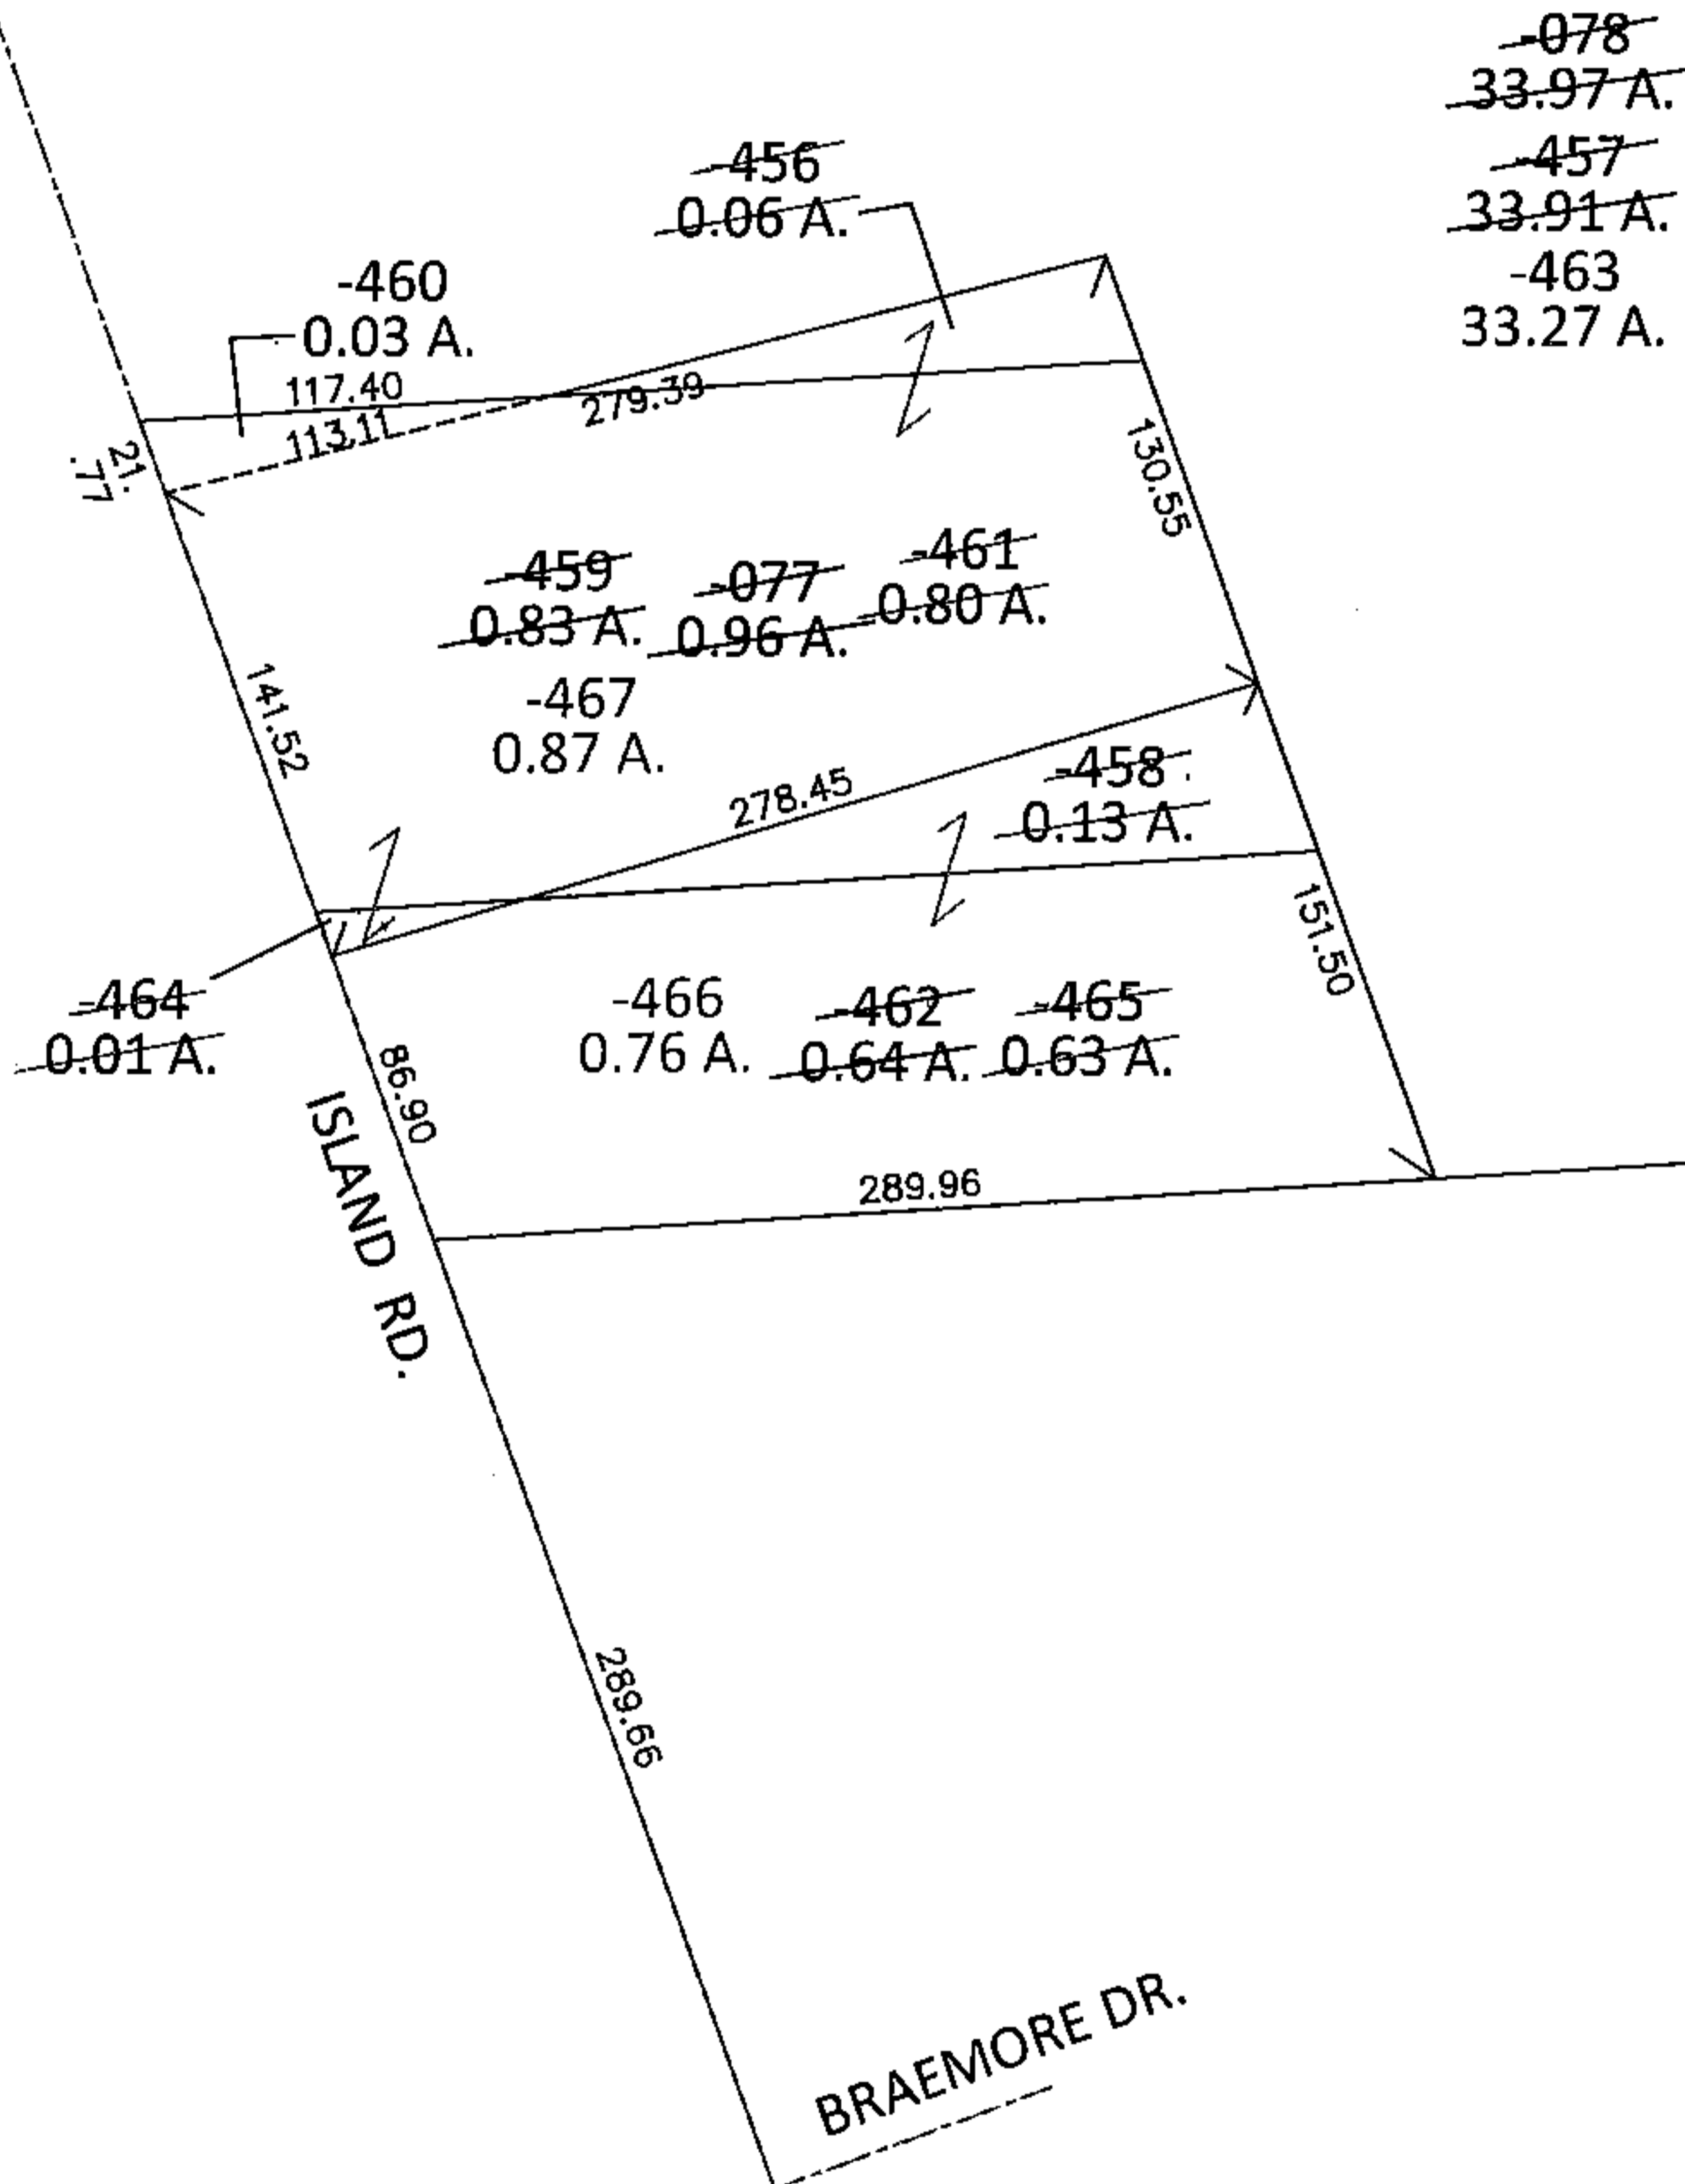 -078
33.97 A.
-457
33.91 A.
-463
33.27 A.
-456
0.06 A.
-460
0.03 A.
117.40
113.11
279.39
21.
.77
130.55
-459
0.83 A.
-077
0.96 A.
-461
0.80 A.
-467
0.87 A.
141.52
278.45
-458
0.13 A.
151.50
-464
0.01 A.
-466
0.76 A.
-462
0.64 A.
-465
0.63 A.
86.90
ISLAND RD.
289.96
289.66
BRAEMORE DR.